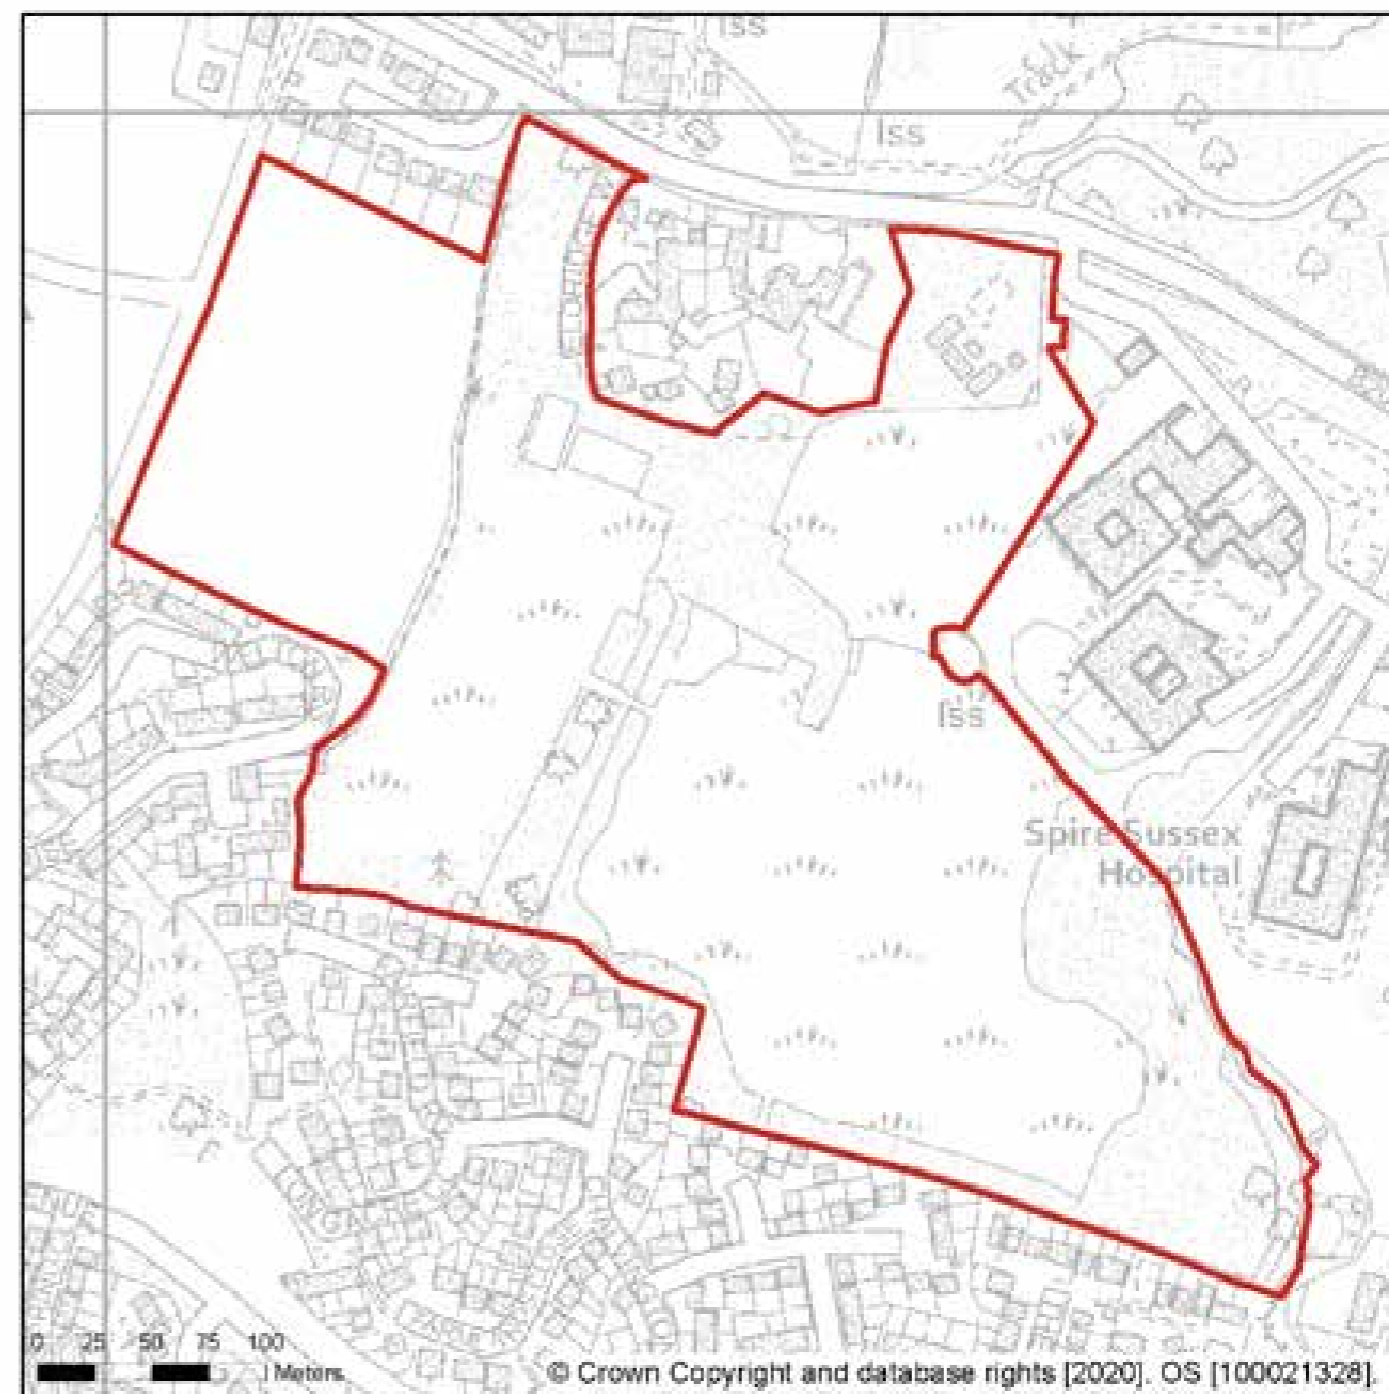 Iss
Track
Iss
Iss
Spire Sussex
Hospital
0 25 50 75 100
Meters
© Crown Copyright and database rights [2020]. OS [100021328].